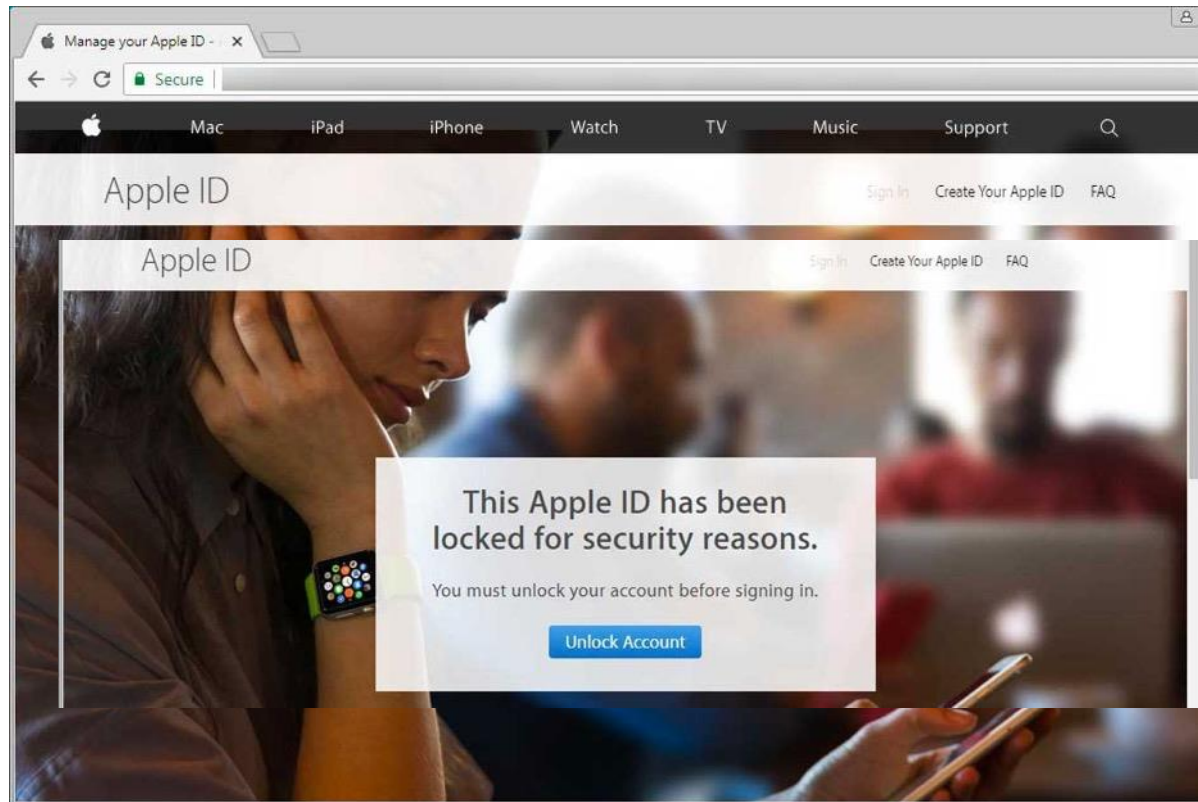 Manage your Apple ID -
Secure
Mac iPad iPhone Watch TV Music Support
Apple ID Sign In Create Your Apple ID FAQ
Apple ID Sign In Create Your Apple ID FAQ
This Apple ID has been
locked for security reasons.
You must unlock your account before signing in.
Unlock Account